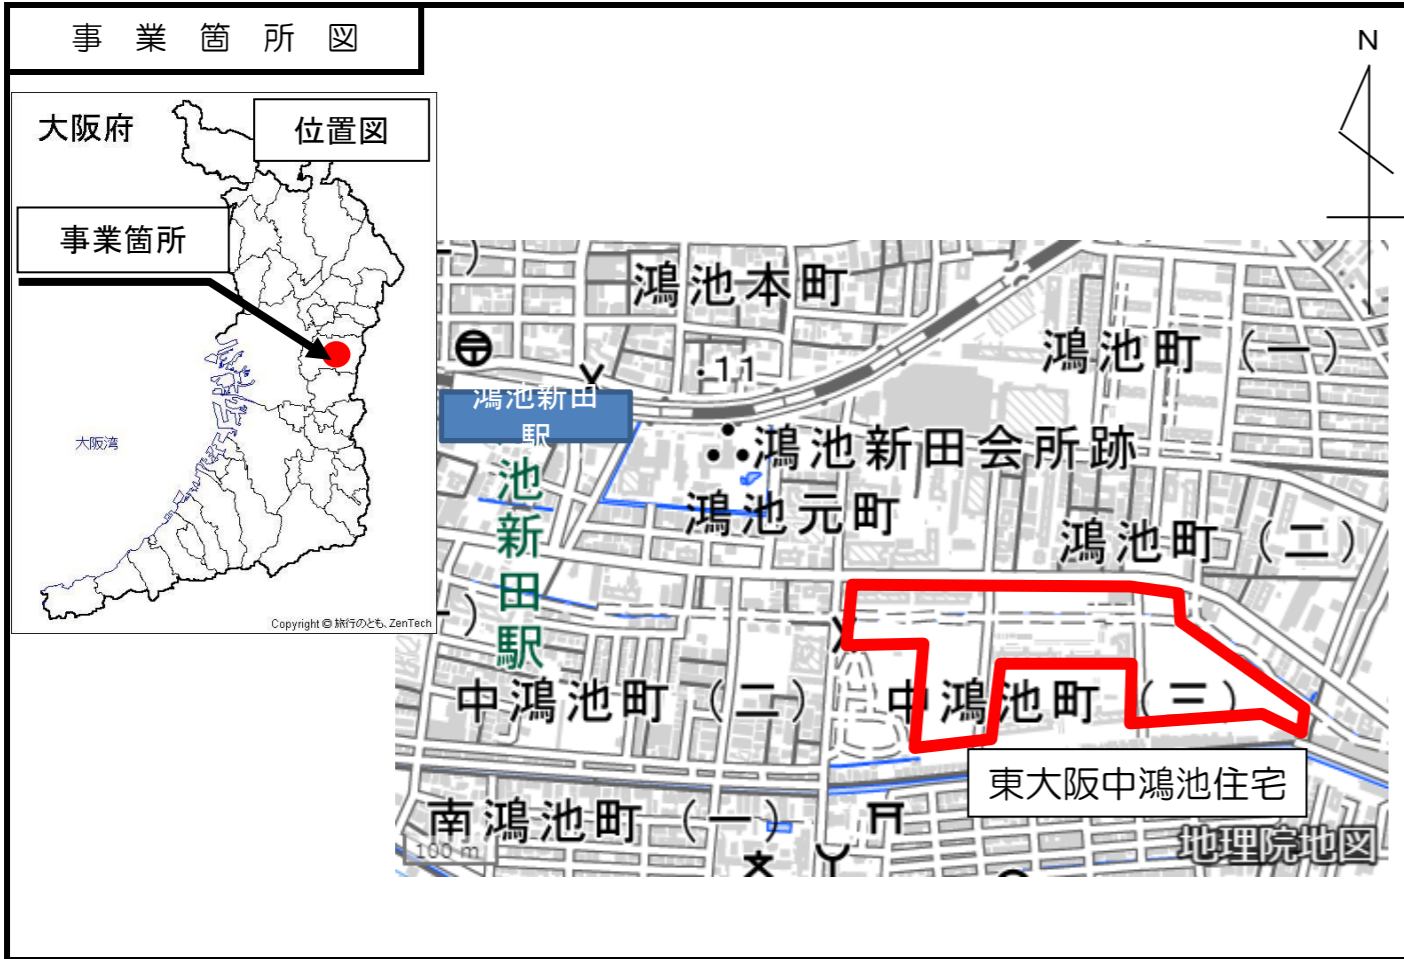 事業箇所図
N
大阪府
位置図
事業箇所
大阪湾
Copyright © 旅行のとも、ZenTech
鴻池本町
鴻池町(一)
・11
鴻池新田
駅
鴻池新田会所跡
池新田駅
鴻池元町
鴻池町(二)
中鴻池町(二)
中鴻池町(三)
東大阪中鴻池住宅
南鴻池町(一)
100 m
地理院地図